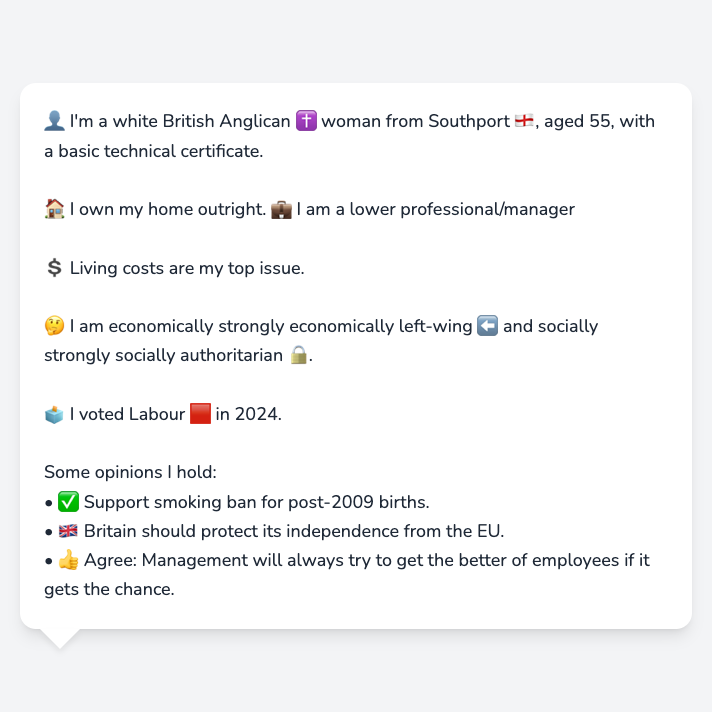 👤 I'm a white British Anglican ✝️ woman from Southport 🏴󠁧󠁢󠁥󠁮󠁧󠁿, aged 55, with
a basic technical certificate.
🏠 I own my home outright. 💼 I am a lower professional/manager
💲 Living costs are my top issue.
🤔 I am economically strongly economically left-wing ⬅️ and socially
strongly socially authoritarian 🔒.
🗳️ I voted Labour 🟥 in 2024.
Some opinions I hold:
• ✅ Support smoking ban for post-2009 births.
• 🇬🇧 Britain should protect its independence from the EU.
• 👍 Agree: Management will always try to get the better of employees if it
gets the chance.